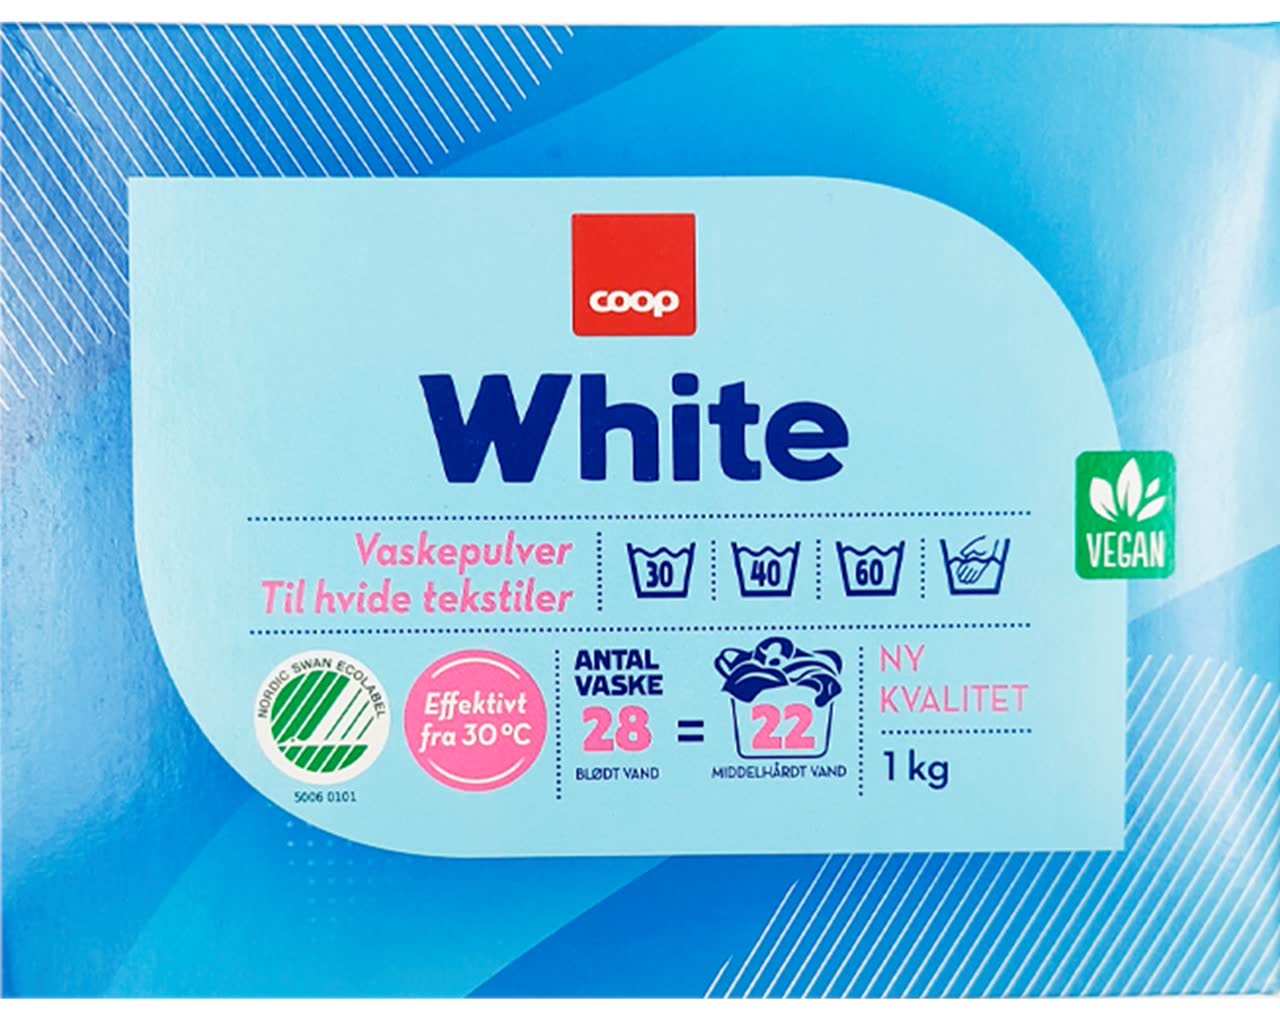 coop
White
Vaskepulver
Til hvide tekstiler
30
40
60
VEGAN
NORDIC SWAN ECOLABEL
5006 0101
Effektivt
fra 30°C
ANTAL
VASKE
28 = 22
BLØDT VAND
MIDDELHÅRDT VAND
NY
KVALITET
1 kg